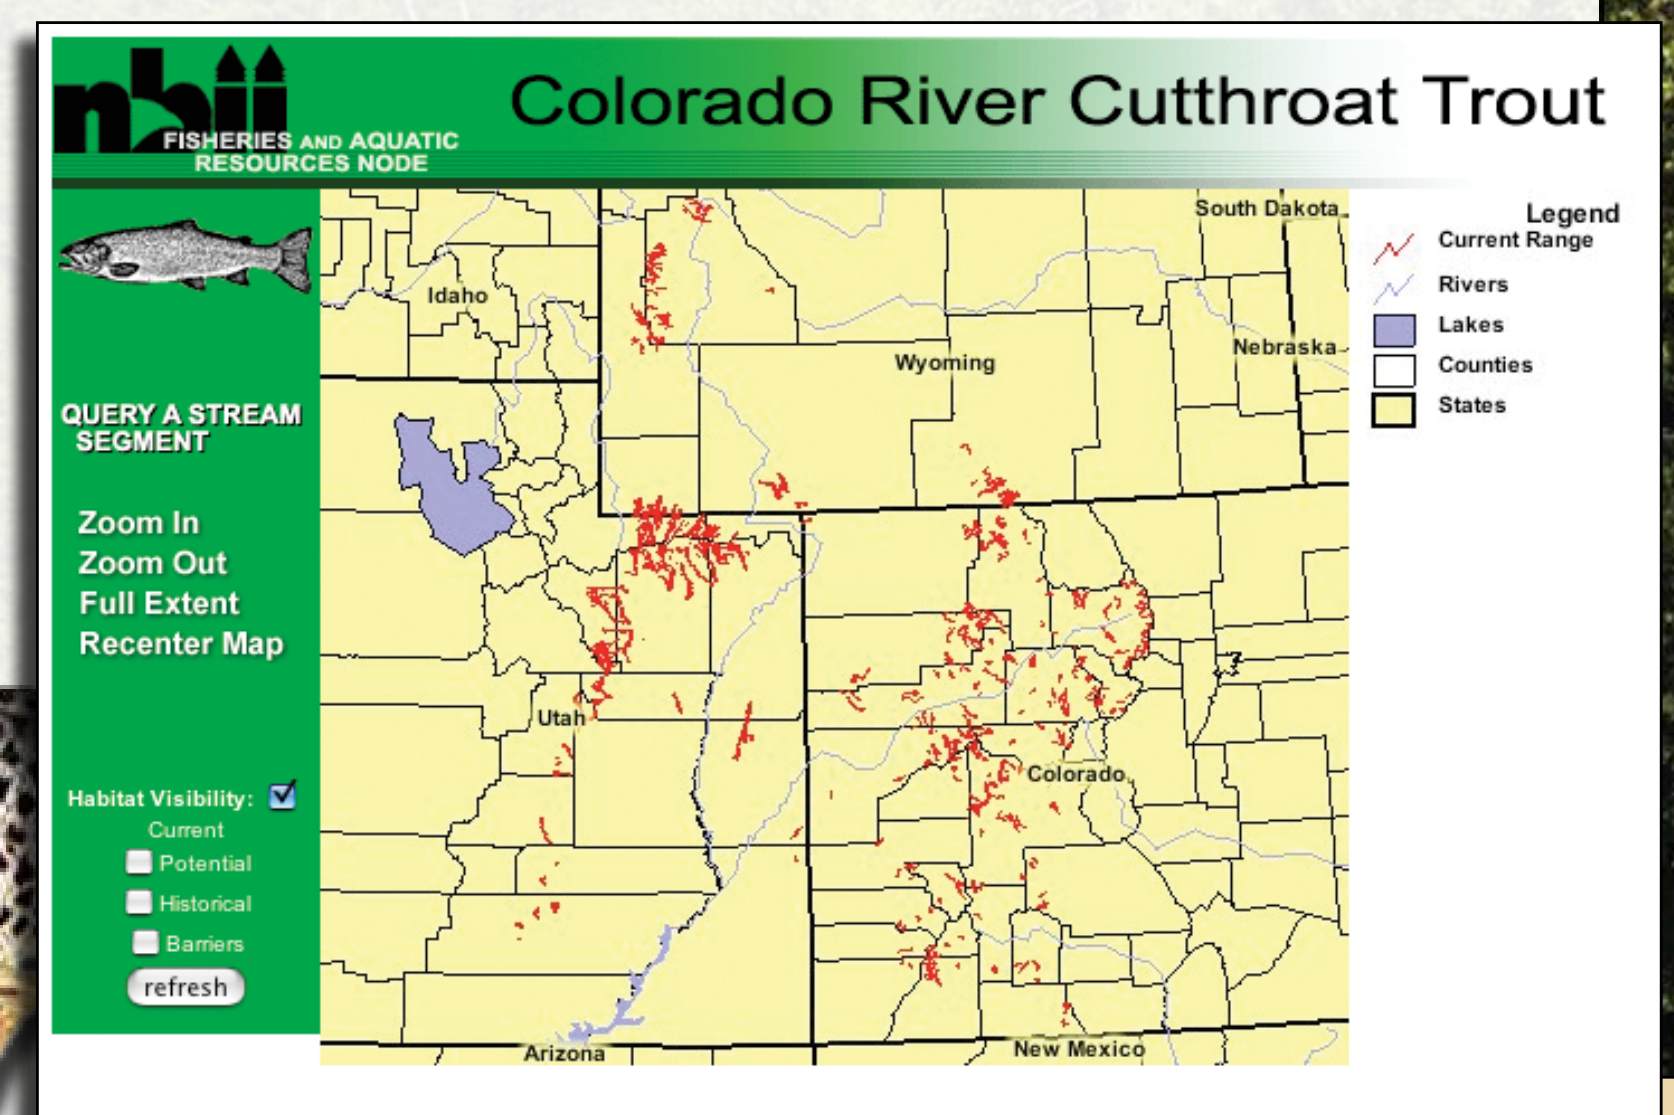 nbii
FISHERIES AND AQUATIC
RESOURCES NODE
Colorado River Cutthroat Trout
QUERY A STREAM
SEGMENT
Zoom In
Zoom Out
Full Extent
Recenter Map
Habitat Visibility:
Current
Potential
Historical
Barriers
refresh
South Dakota
Idaho
Nebraska
Wyoming
Utah
Colorado
Arizona
New Mexico
Legend
Current Range
Rivers
Lakes
Counties
States